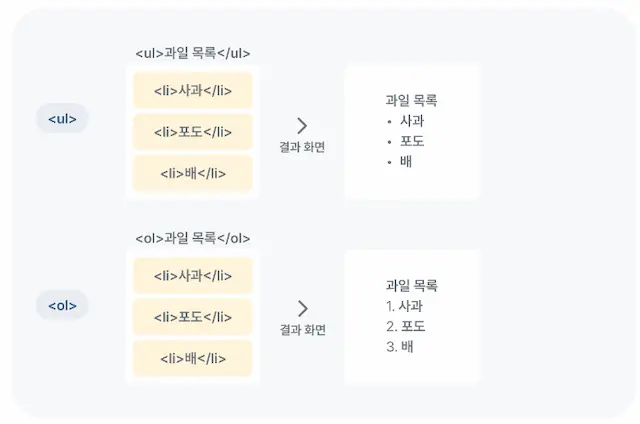 <ul>과일 목록</ul>
<li>사과</li>
<ul>
<li>포도</li>
결과 화면
<li>배</li>
과일 목록
• 사과
• 포도
• 배
<ol>과일 목록</ol>
<li>사과</li>
<ol>
<li>포도</li>
결과 화면
<li>배</li>
과일 목록
1. 사과
2. 포도
3. 배